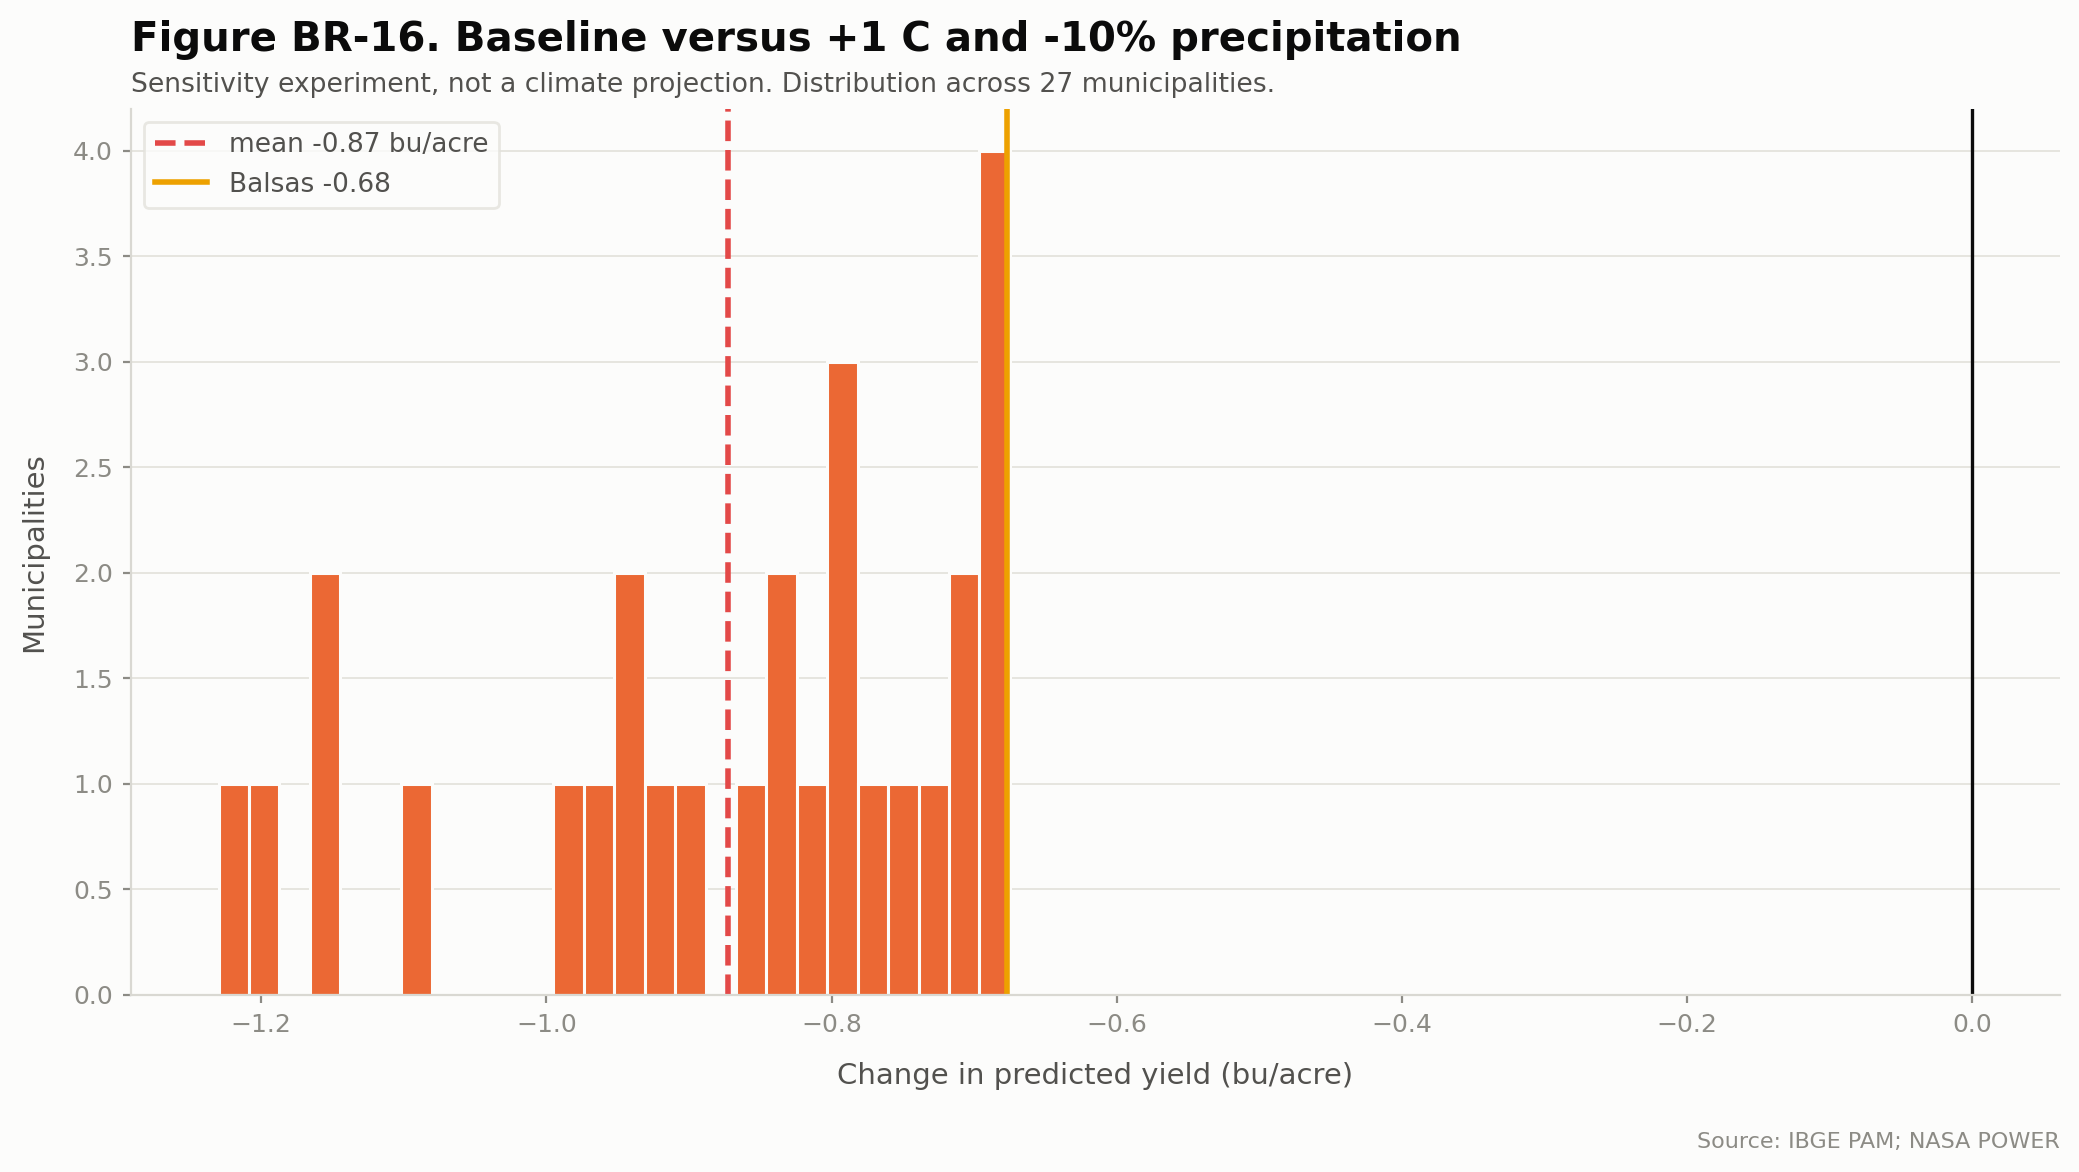 Figure BR-16. Baseline versus +1 C and -10% precipitation
Sensitivity experiment, not a climate projection. Distribution across 27 municipalities.
mean -0.87 bu/acre
Balsas -0.68
4.0
3.5
3.0
2.5
2.0
1.5
1.0
0.5
0.0
Municipalities
−1.2 −1.0 −0.8 −0.6 −0.4 −0.2 0.0
Change in predicted yield (bu/acre)
Source: IBGE PAM; NASA POWER